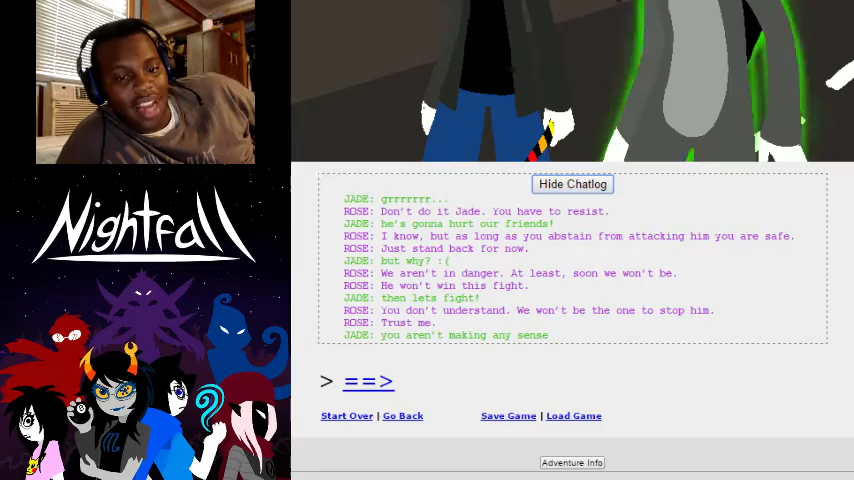 Nightfall
Hide Chatlog
JADE: grrrrrrr...
ROSE: Don't do it Jade. You have to resist.
JADE: he's gonna hurt our friends!
ROSE: I know, but as long as you abstain from attacking him you are safe.
ROSE: Just stand back for now.
JADE: but why? :(
ROSE: We aren't in danger. At least, soon we won't be.
ROSE: He won't win this fight.
JADE: then lets fight!
ROSE: You don't understand. We won't be the one to stop him.
ROSE: Trust me.
JADE: you aren't making any sense
> ==>
Start Over | Go Back Save Game | Load Game
Adventure Info